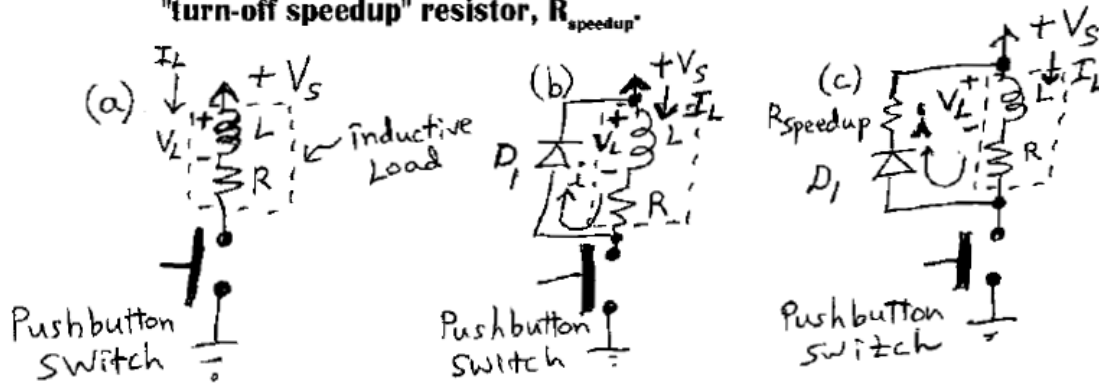 "turn-off speedup" resistor, Rspeedup.
(a)
IL
+VS
VL
+
-
L
R
inductive
Load
Pushbutton
switch
(b)
+VS
IL
D1
+
VL
-
L
i
R
Pushbutton
switch
(c)
+VS
IL
Rspeedup
+
VL
-
L
i
D1
R
Pushbutton
switch